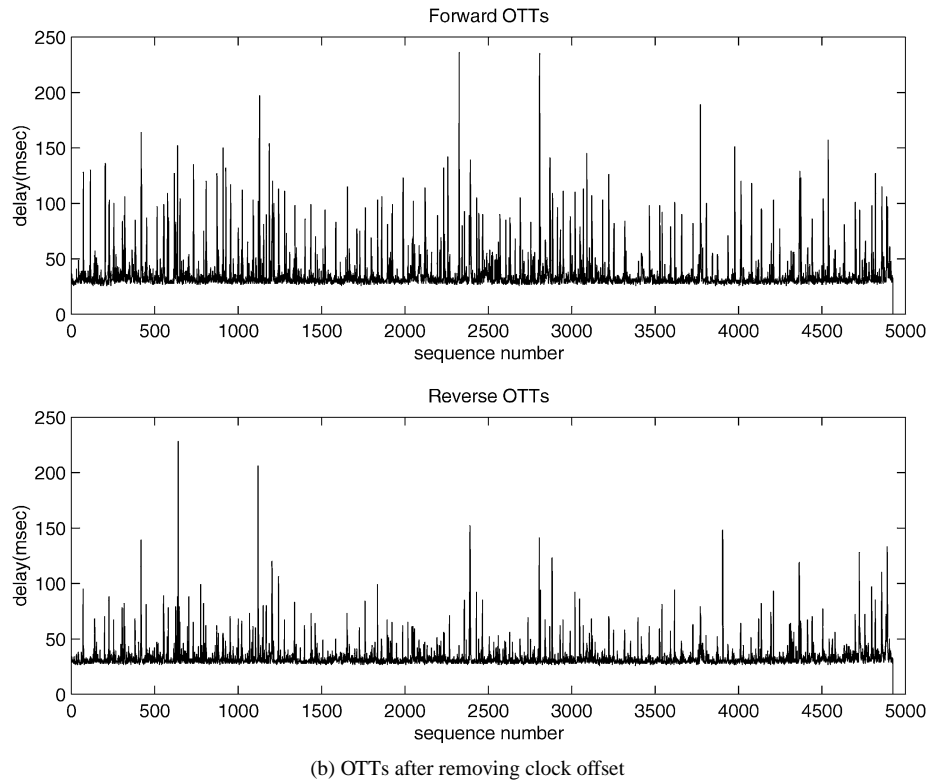 Forward OTTs
250
200
150
100
50
0
delay(msec)
0 500 1000 1500 2000 2500 3000 3500 4000 4500 5000
sequence number
Reverse OTTs
250
200
150
100
50
0
delay(msec)
0 500 1000 1500 2000 2500 3000 3500 4000 4500 5000
sequence number
(b) OTTs after removing clock offset